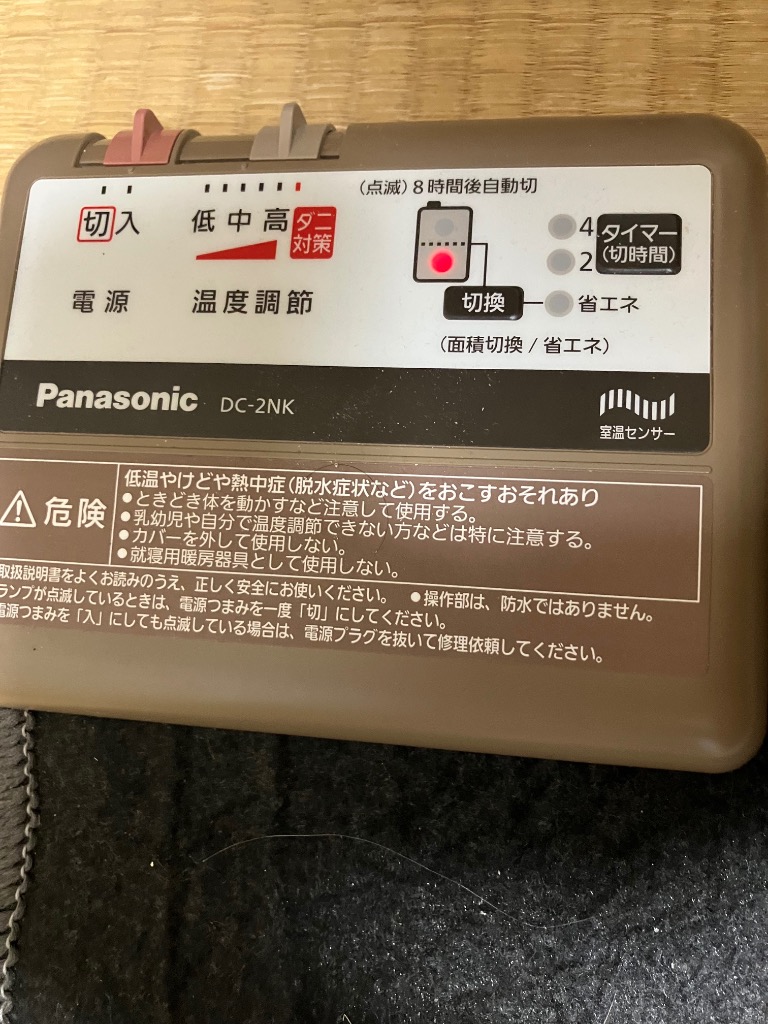 (点滅)8時間後自動切
切 入
低 中 高 ダニ対策
4
2
タイマー
(切時間)
電源
温度調節
切換
省エネ
(面積切換/省エネ)
Panasonic DC-2NK
室温センサー
危険
低温やけどや熱中症(脱水症状など)をおこすおそれあり
●ときどき体を動かすなど注意して使用する。
●乳幼児や自分で温度調節できない方などは特に注意する。
●カバーを外して使用しない。
●就寝用暖房器具として使用しない。
取扱説明書をよくお読みのうえ、正しく安全にお使いください。 ●操作部は、防水ではありません。
ランプが点滅しているときは、電源つまみを一度「切」にしてください。
電源つまみを「入」にしても点滅している場合は、電源プラグを抜いて修理依頼してください。